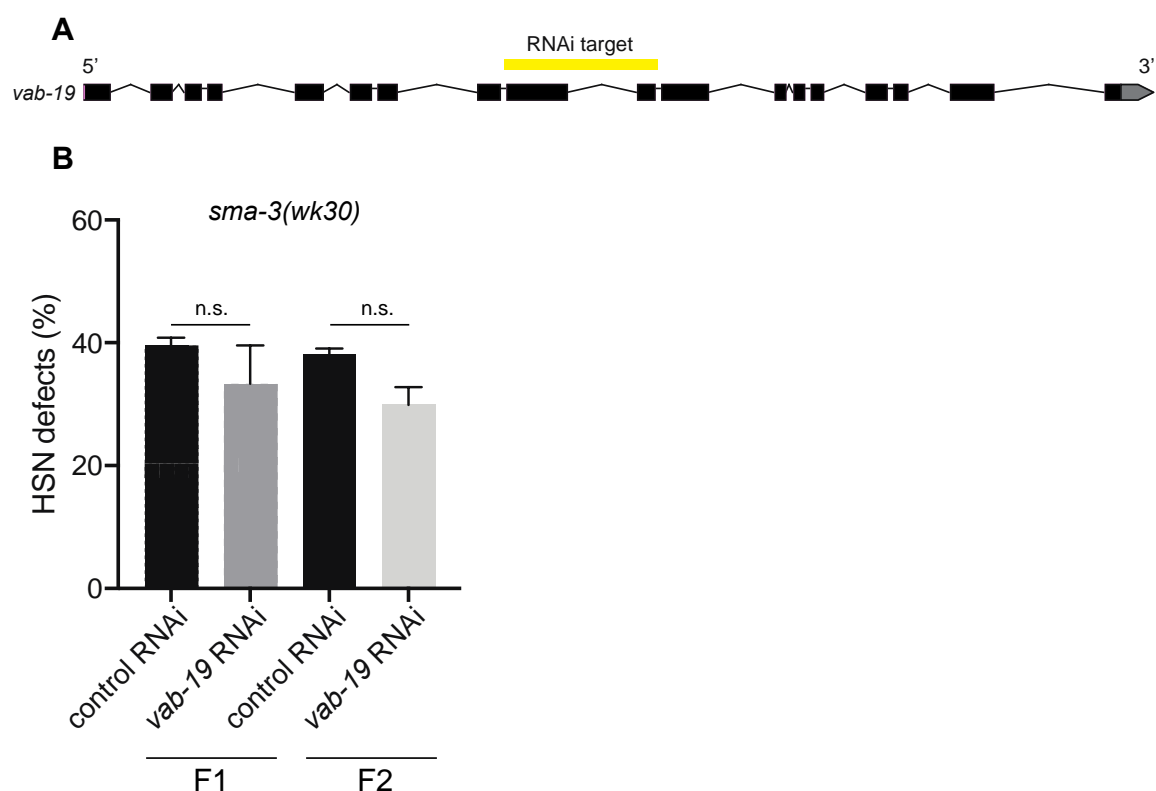 A
RNAi target
5’
3’
vab-19
B
sma-3(wk30)
60
40
20
0
HSN defects (%)
n.s.
n.s.
control RNAi
vab-19 RNAi
control RNAi
vab-19 RNAi
F1
F2